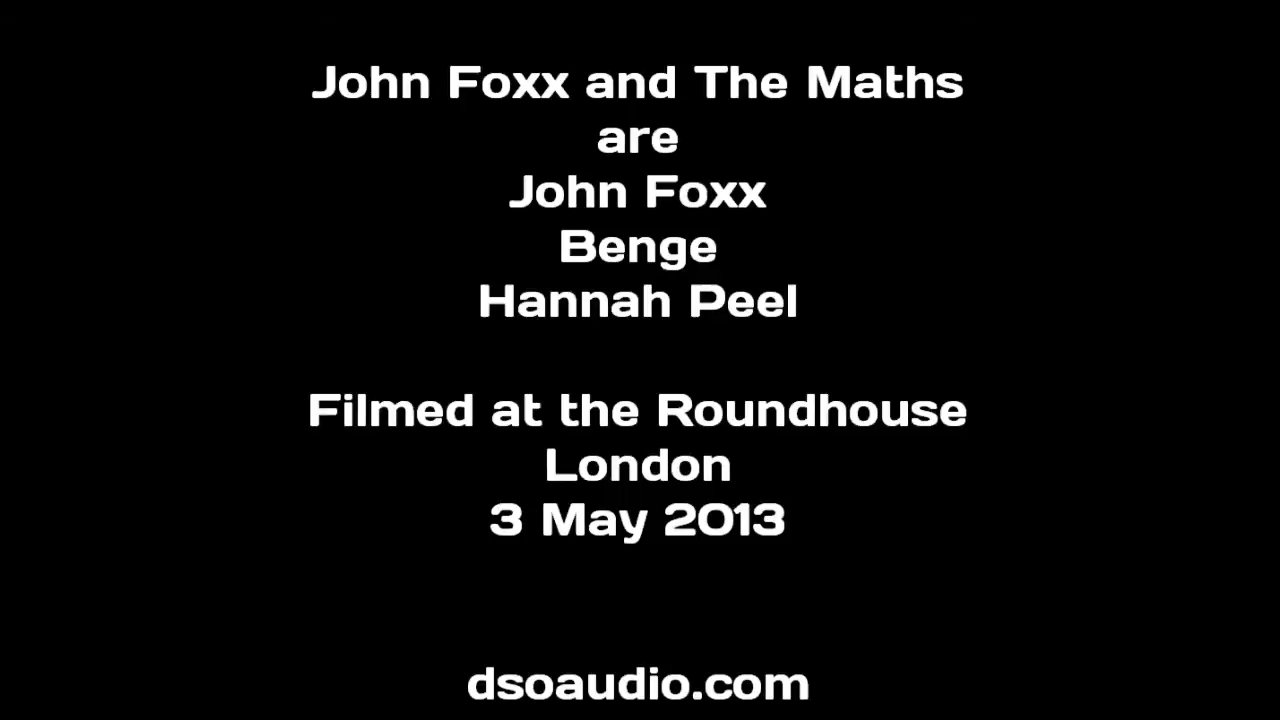 John Foxx and The Maths
are
John Foxx
Benge
Hannah Peel
Filmed at the Roundhouse
London
3 May 2013
dsoaudio.com